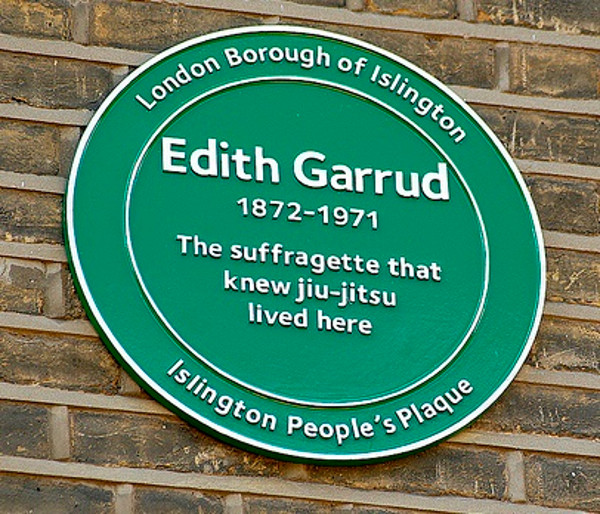 London Borough of Islington
Edith Garrud
1872-1971
The suffragette that
knew jiu-jitsu
lived here
Islington People's Plaque